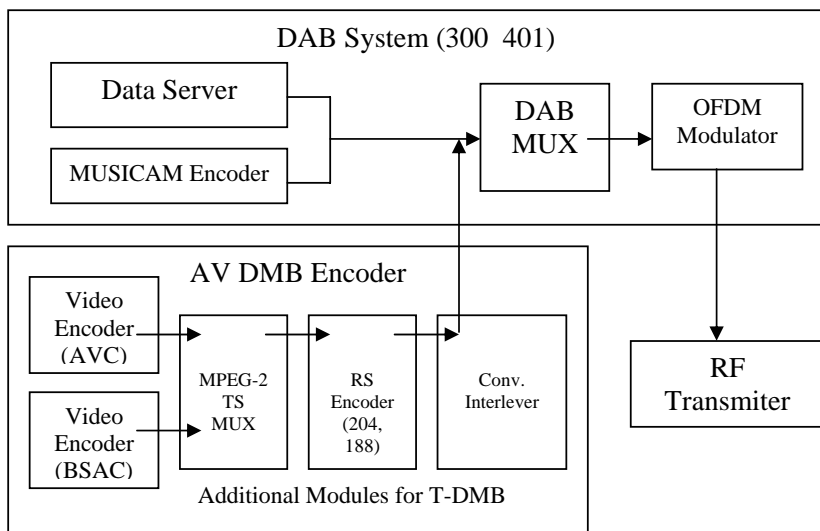 DAB System (300 401)
Data Server
MUSICAM Encoder
DAB
MUX
OFDM
Modulator
AV DMB Encoder
Video
Encoder
(AVC)
Video
Encoder
(BSAC)
MPEG-2
TS
MUX
RS
Encoder
(204,
188)
Conv.
Interlever
RF
Transmiter
Additional Modules for T-DMB